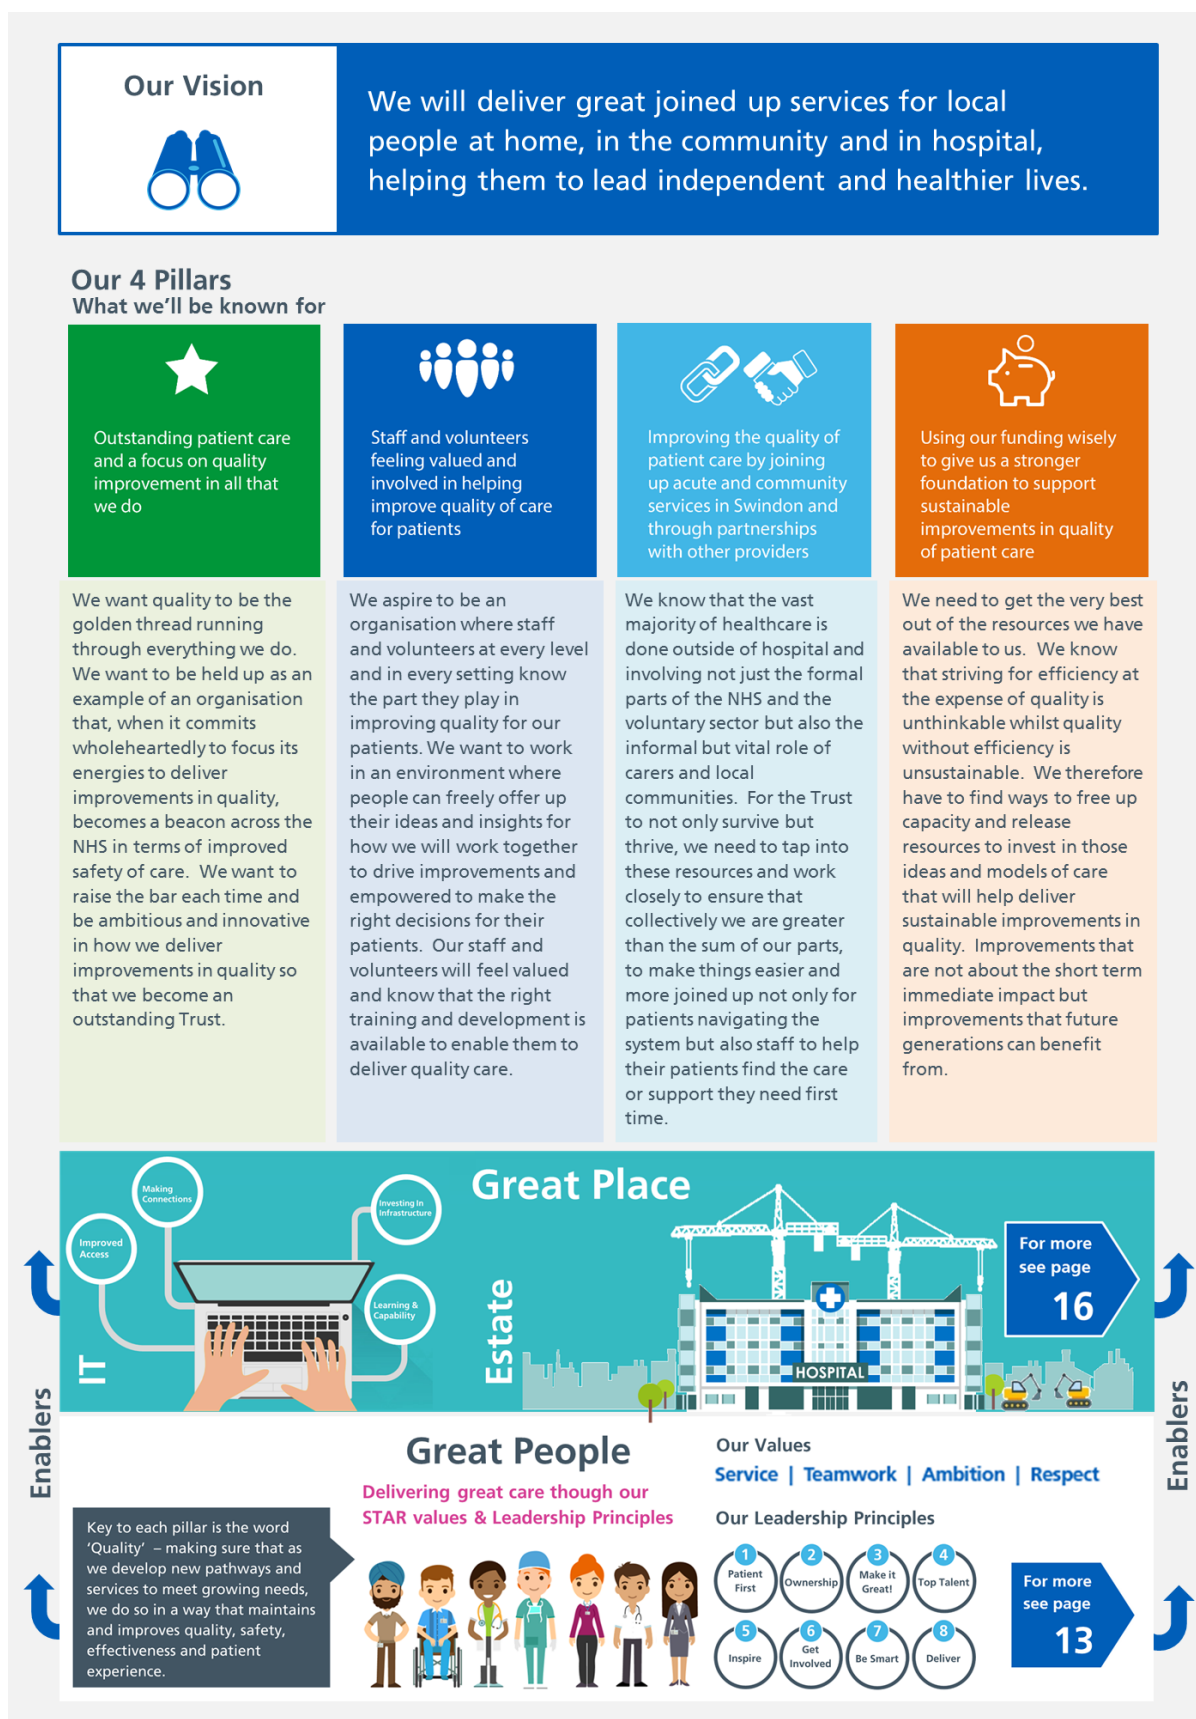 Our Vision
We will deliver great joined up services for local
people at home, in the community and in hospital,
helping them to lead independent and healthier lives.
Our 4 Pillars
What we'll be known for
Outstanding patient care
and a focus on quality
improvement in all that
we do
Staff and volunteers
feeling valued and
involved in helping
improve quality of care
for patients
Improving the quality of
patient care by joining
up acute and community
services in Swindon and
through partnerships
with other providers
Using our funding wisely
to give us a stronger
foundation to support
sustainable
improvements in quality
of patient care
We want quality to be the
golden thread running
through everything we do.
We want to be held up as an
example of an organisation
that, when it commits
wholeheartedly to focus its
energies to deliver
improvements in quality,
becomes a beacon across the
NHS in terms of improved
safety of care. We want to
raise the bar each time and
be ambitious and innovative
in how we deliver
improvements in quality so
that we become an
outstanding Trust.
We aspire to be an
organisation where staff
and volunteers at every level
and in every setting know
the part they play in
improving quality for our
patients. We want to work
in an environment where
people can freely offer up
their ideas and insights for
how we will work together
to drive improvements and
empowered to make the
right decisions for their
patients. Our staff and
volunteers will feel valued
and know that the right
training and development is
available to enable them to
deliver quality care.
We know that the vast
majority of healthcare is
done outside of hospital and
involving not just the formal
parts of the NHS and the
voluntary sector but also the
informal but vital role of
carers and local
communities. For the Trust
to not only survive but
thrive, we need to tap into
these resources and work
closely to ensure that
collectively we are greater
than the sum of our parts,
to make things easier and
more joined up not only for
patients navigating the
system but also staff to help
their patients find the care
or support they need first
time.
We need to get the very best
out of the resources we have
available to us. We know
that striving for efficiency at
the expense of quality is
unthinkable whilst quality
without efficiency is
unsustainable. We therefore
have to find ways to free up
capacity and release
resources to invest in those
ideas and models of care
that will help deliver
sustainable improvements in
quality. Improvements that
are not about the short term
immediate impact but
improvements that future
generations can benefit
from.
Enablers
Great Place
IT
Improved
Access
Making
Connections
Investing In
Infrastructure
Learning &
Capability
Estate
HOSPITAL
For more
see page
16
Enablers
Great People
Delivering great care though our
STAR values & Leadership Principles
Key to each pillar is the word
'Quality' – making sure that as
we develop new pathways and
services to meet growing needs,
we do so in a way that maintains
and improves quality, safety,
effectiveness and patient
experience.
Our Values
Service | Teamwork | Ambition | Respect
Our Leadership Principles
1
Patient
First
2
Ownership
3
Make it
Great!
4
Top Talent
5
Inspire
6
Get
Involved
7
Be Smart
8
Deliver
For more
see page
13